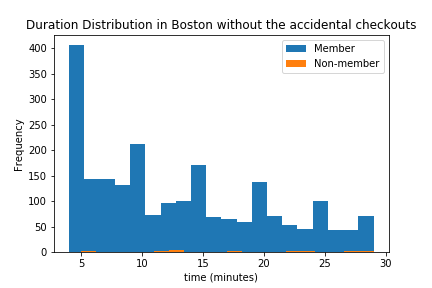 Duration Distribution in Boston without the accidental checkouts
Member
Non-member
400
350
300
250
200
150
100
50
0
Frequency
5 10 15 20 25 30
time (minutes)